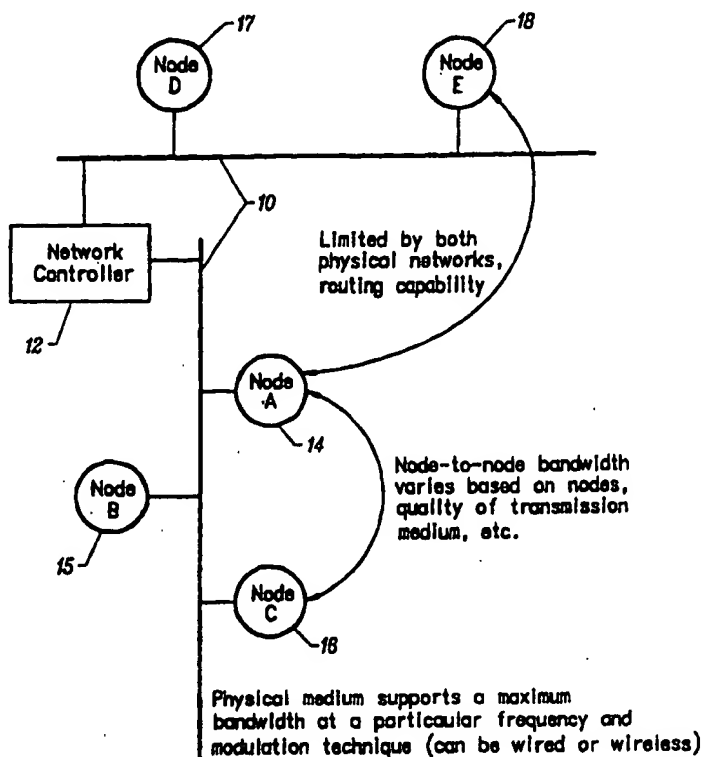 17
18
Node
D
Node
E
10
Network
Controller
12
Limited by both
physical networks,
routing capability
Node
A
14
Node
B
15
Node-to-node bandwidth
varies based on nodes,
quality of transmission
medium, etc.
Node
C
16
Physical medium supports a maximum
bandwidth at a particular frequency and
modulation technique (can be wired or wireless)